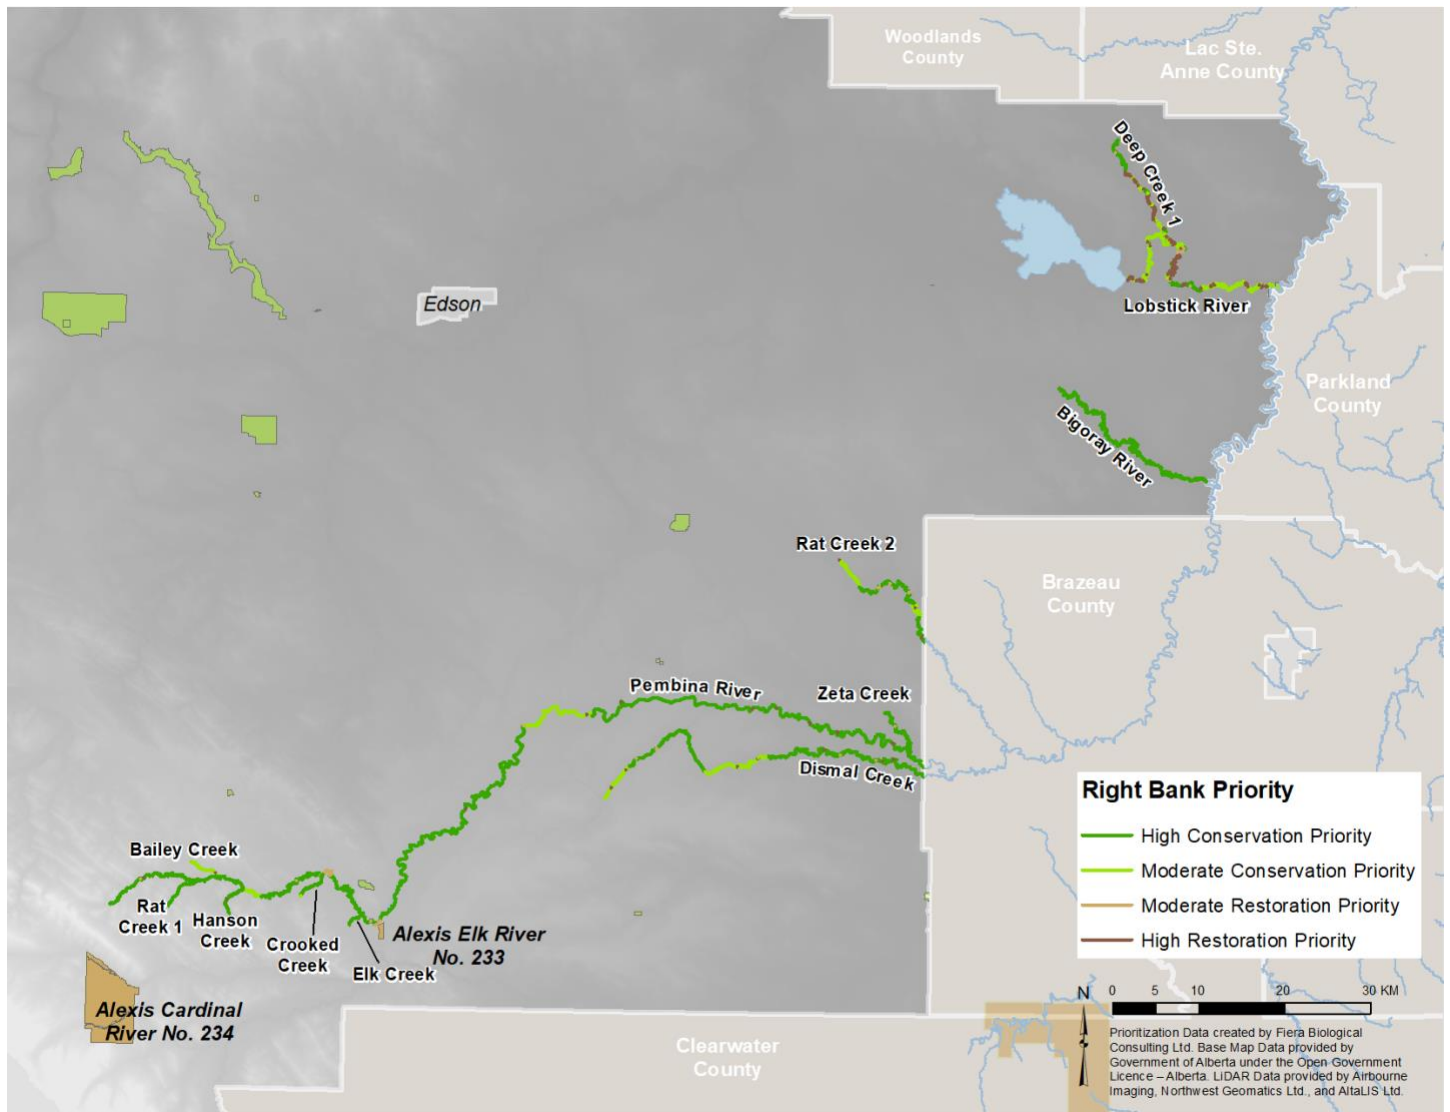 Woodlands
County
Lac Ste.
Anne County
Deep Creek 1
Edson
Lobstick River
Parkland
County
Bigoray River
Rat Creek 2
Brazeau
County
Pembina River
Zeta Creek
Dismal Creek
Bailey Creek
Rat
Creek 1
Hanson
Creek
Crooked
Creek
Elk Creek
Alexis Elk River
No. 233
Alexis Cardinal
River No. 234
Clearwater
County
Right Bank Priority
High Conservation Priority
Moderate Conservation Priority
Moderate Restoration Priority
High Restoration Priority
N
0 5 10 20 30 KM
Prioritization Data created by Fiera Biological
Consulting Ltd. Base Map Data provided by
Government of Alberta under the Open Government
Licence – Alberta. LiDAR Data provided by Airbourne
Imaging, Northwest Geomatics Ltd., and AltaLIS Ltd.